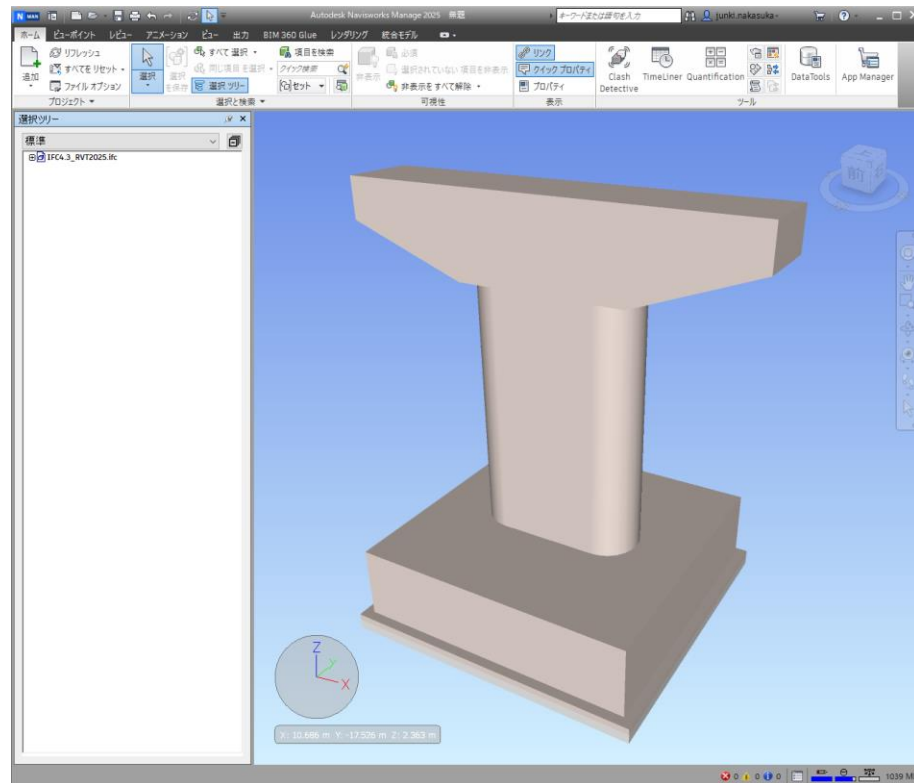 N MAN
Autodesk Navisworks Manage 2025 無題
キーワードまたは語句を入力
junki.nakasuka
ホーム ビューポイント レビュー アニメーション ビュー 出力 BIM 360 Glue レンダリング 統合モデル
追加
リフレッシュ
すべてをリセット
ファイル オプション
プロジェクト
選択
選択を保存
すべて 選択
同じ項目を選択
選択 ツリー
項目を検索
クイック検索
セット
選択と検索
非表示
必須
選択されていない 項目を非表示
非表示をすべて解除
可視性
リンク
クイック プロパティ
プロパティ
表示
Clash Detective
TimeLiner
Quantification
ツール
DataTools
App Manager
選択ツリー
標準
IFC4.3_RVT2025.ifc
前
Z
Y
X
X: 10.686 m Y: -17.536 m Z: 2.363 m
0 0 0